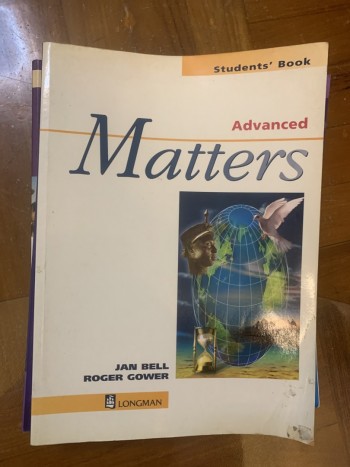 Students' Book
Advanced
Matters
JAN BELL
ROGER GOWER
LONGMAN